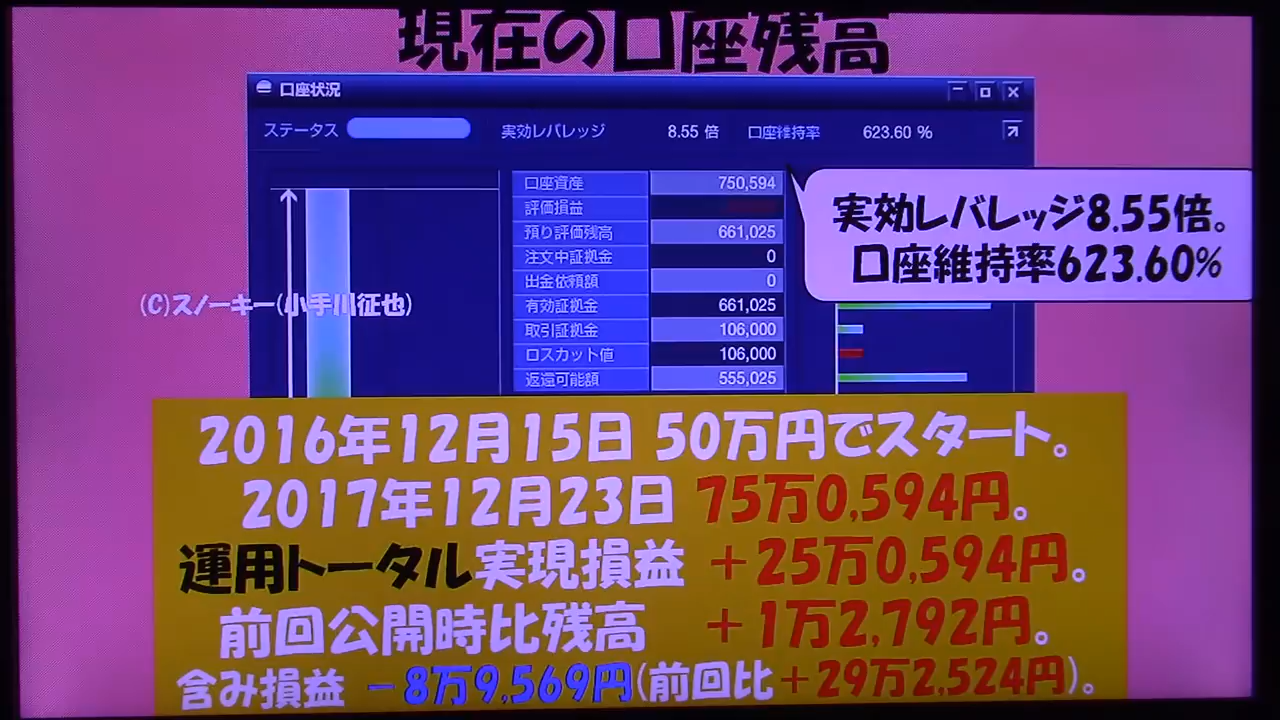 現在の口座残高
口座状況
ステータス 実効レバレッジ 8.55 倍 口座維持率 623.60 %
口座資産 750,594
評価損益
預り評価残高 661,025
注文中証拠金 0
出金依頼額 0
有効証拠金 661,025
取引証拠金 106,000
ロスカット値 106,000
返還可能額 555,025
実効レバレッジ8.55倍。
口座維持率623.60%
(C)スノーキー(小手川征也)
2016年12月15日 50万円でスタート。
2017年12月23日 75万0,594円。
運用トータル実現損益 +25万0,594円。
前回公開時比残高 +1万2,792円。
含み損益 -8万9,569円(前回比+29万2,524円)。